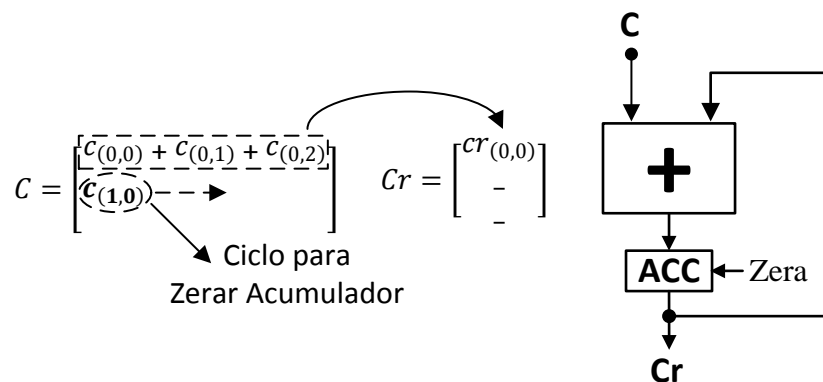 C
c(0,0) + c(0,1) + c(0,2)
C =
c(1,0)
Ciclo para
Zerar Acumulador
Cr =
cr(0,0)
–
–
+
ACC
Zera
Cr